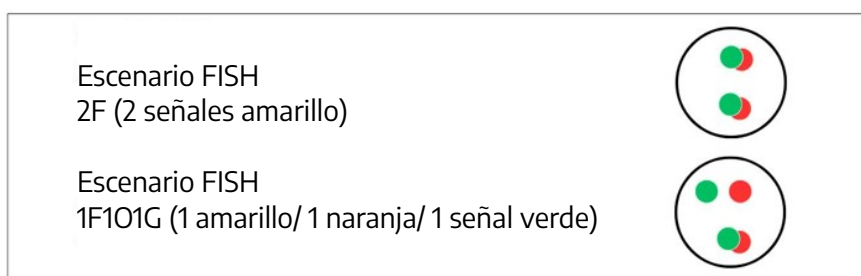 Escenario FISH
2F (2 señales amarillo)
Escenario FISH
1F1O1G (1 amarillo/ 1 naranja/ 1 señal verde)